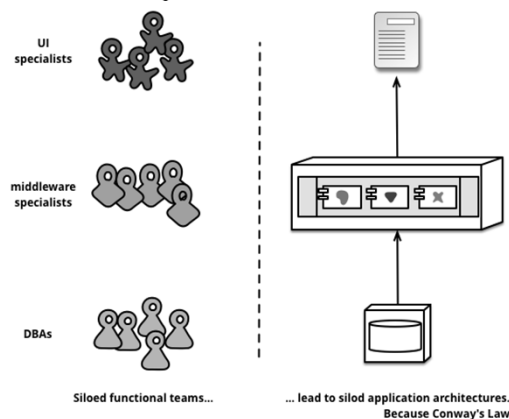 UI
specialists
middleware
specialists
DBAs
Siloed functional teams...
... lead to silod application architectures.
Because Conway's Law